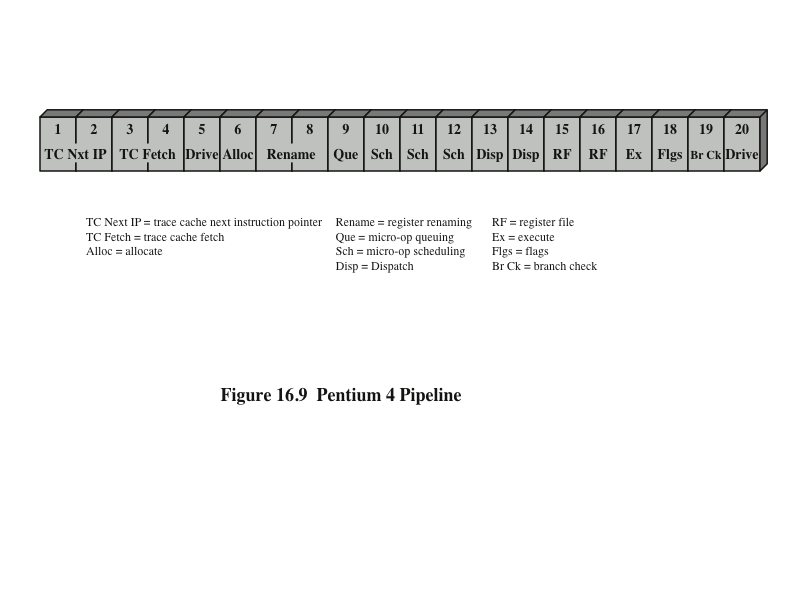 1 2 3 4 5 6 7 8 9 10 11 12 13 14 15 16 17 18 19 20
TC Nxt IP TC Fetch Drive Alloc Rename Que Sch Sch Sch Disp Disp RF RF Ex Flgs Br Ck Drive
TC Next IP = trace cache next instruction pointer
TC Fetch = trace cache fetch
Alloc = allocate
Rename = register renaming
Que = micro-op queuing
Sch = micro-op scheduling
Disp = Dispatch
RF = register file
Ex = execute
Flgs = flags
Br Ck = branch check
Figure 16.9 Pentium 4 Pipeline